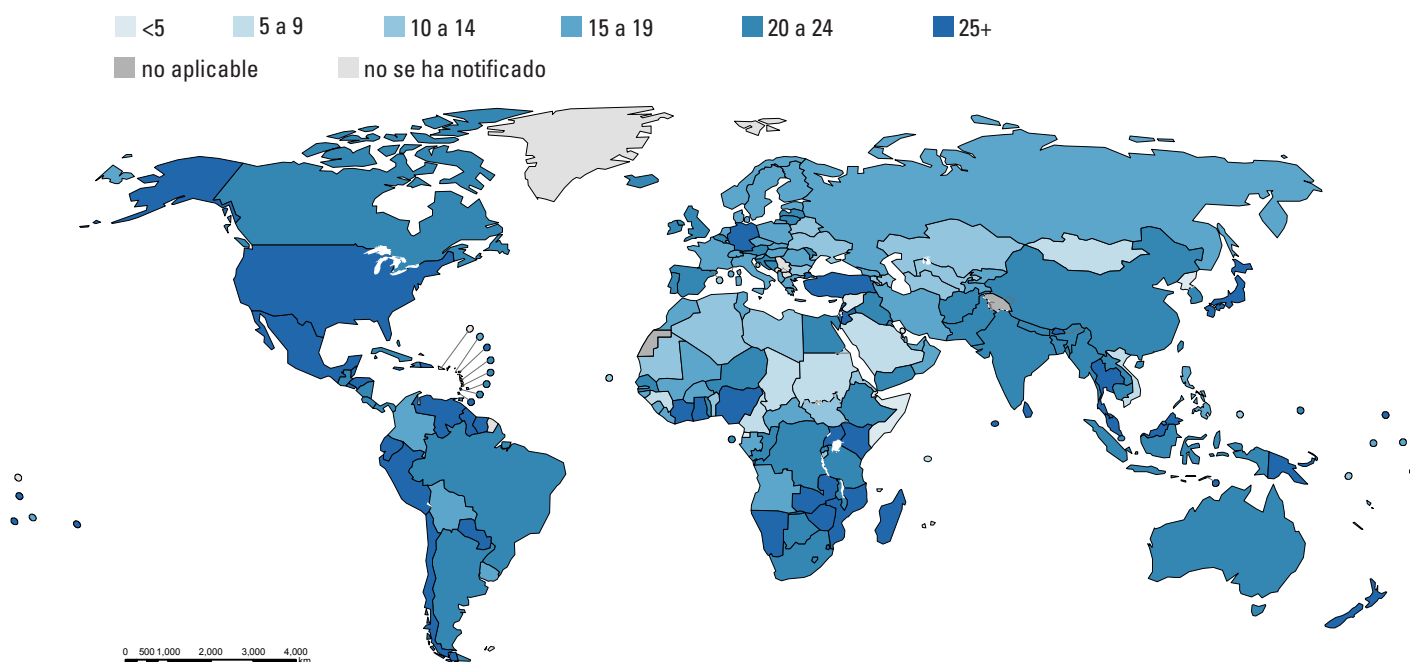 <5 5 a 9 10 a 14 15 a 19 20 a 24 25+
no aplicable no se ha notificado
0 500 1,000 2,000 3,000 4,000
km